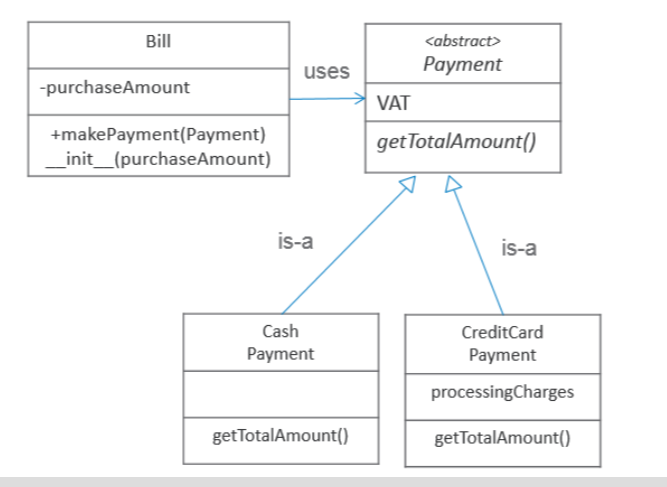 Bill
-purchaseAmount
+makePayment(Payment)
__init__(purchaseAmount)
uses
<abstract>
Payment
VAT
getTotalAmount()
is-a
is-a
Cash
Payment
getTotalAmount()
CreditCard
Payment
processingCharges
getTotalAmount()